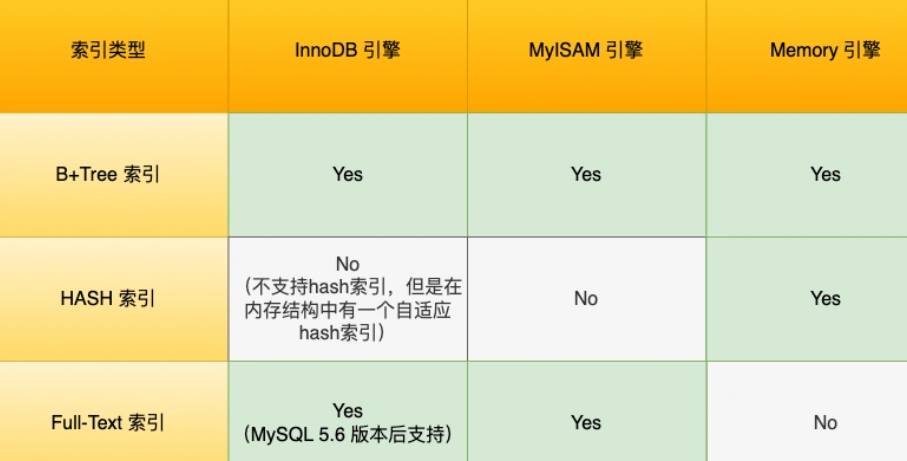 索引类型
InnoDB 引擎
MyISAM 引擎
Memory 引擎
B+Tree 索引
Yes
Yes
Yes
HASH 索引
No
（不支持hash索引，但是在
内存结构中有一个自适应
hash索引）
No
Yes
Full-Text 索引
Yes
（MySQL 5.6 版本后支持）
Yes
No